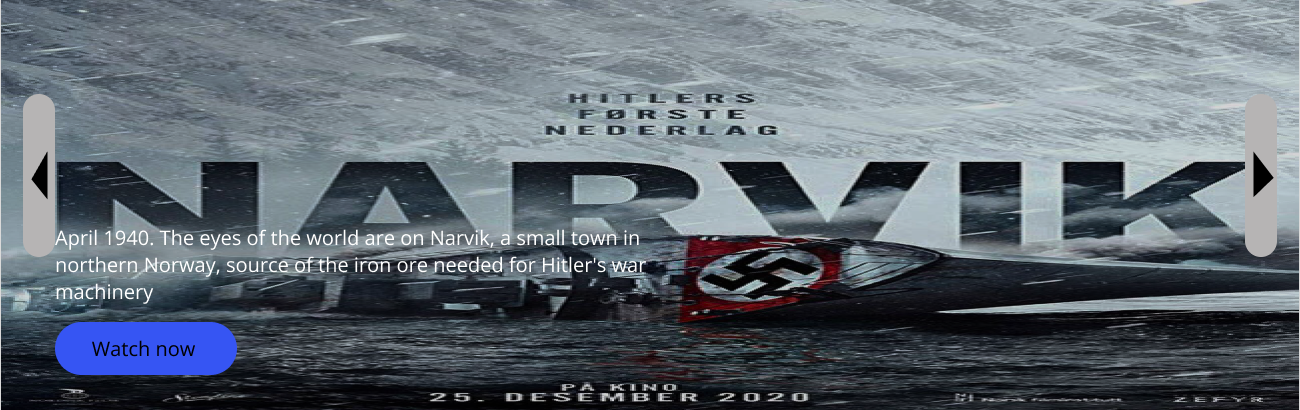 HITLERS
FØRSTE
NEDERLAG
NARVIK
April 1940. The eyes of the world are on Narvik, a small town in
northern Norway, source of the iron ore needed for Hitler's war
machinery
Watch now
PÅ KINO
25. DESEMBER 2020
ZEFYR